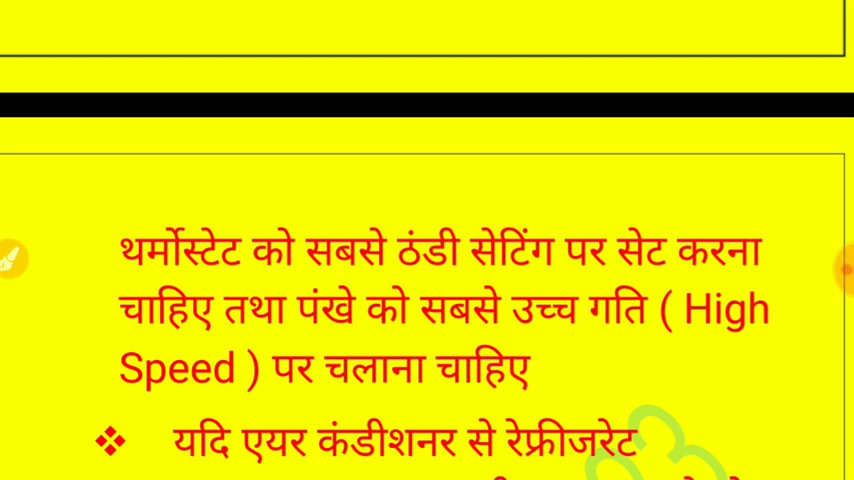 थर्मोस्टेट को सबसे ठंडी सेटिंग पर सेट करना
चाहिए तथा पंखे को सबसे उच्च गति ( High
Speed ) पर चलाना चाहिए
❖ यदि एयर कंडीशनर से रेफ्रीजरेट